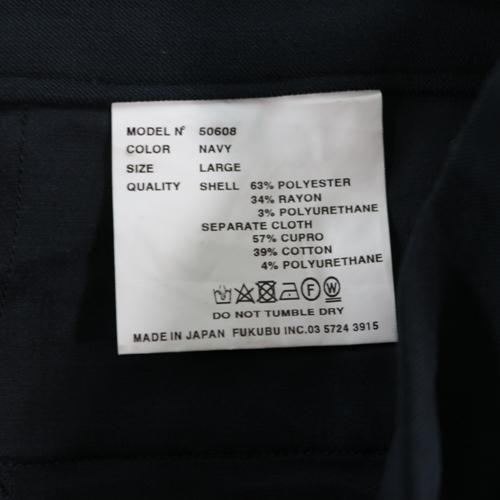 MODEL Nº 50608
COLOR NAVY
SIZE LARGE
QUALITY SHELL 63% POLYESTER
34% RAYON
3% POLYURETHANE
SEPARATE CLOTH
57% CUPRO
39% COTTON
4% POLYURETHANE
F W
DO NOT TUMBLE DRY
MADE IN JAPAN FUKUBU INC.03 5724 3915